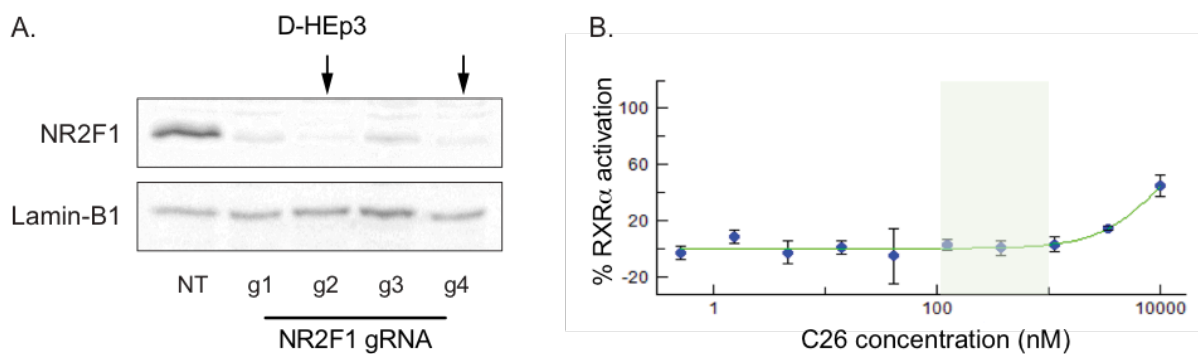 A.
D-HEp3
NR2F1
Lamin-B1
NT g1 g2 g3 g4
NR2F1 gRNA
B.
% RXRα activation
100
60
20
-20
1 100 10000
C26 concentration (nM)